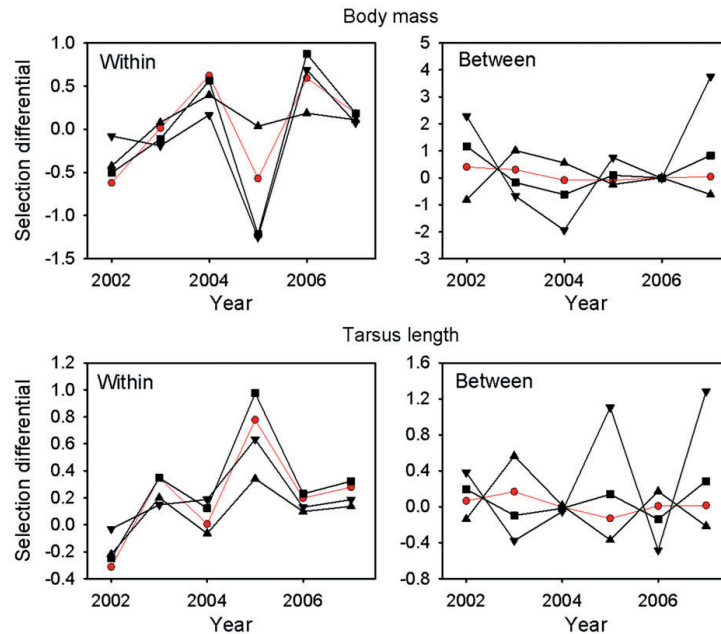 Body mass
Within
Between
Selection differential
1.0
0.5
0.0
-0.5
-1.0
-1.5
5
4
3
2
1
0
-1
-2
-3
2002 2004 2006
2002 2004 2006
Year
Year
Tarsus length
Within
Between
Selection differential
1.2
1.0
0.8
0.6
0.4
0.2
0.0
-0.2
-0.4
1.6
1.2
0.8
0.4
0.0
-0.4
-0.8
2002 2004 2006
2002 2004 2006
Year
Year